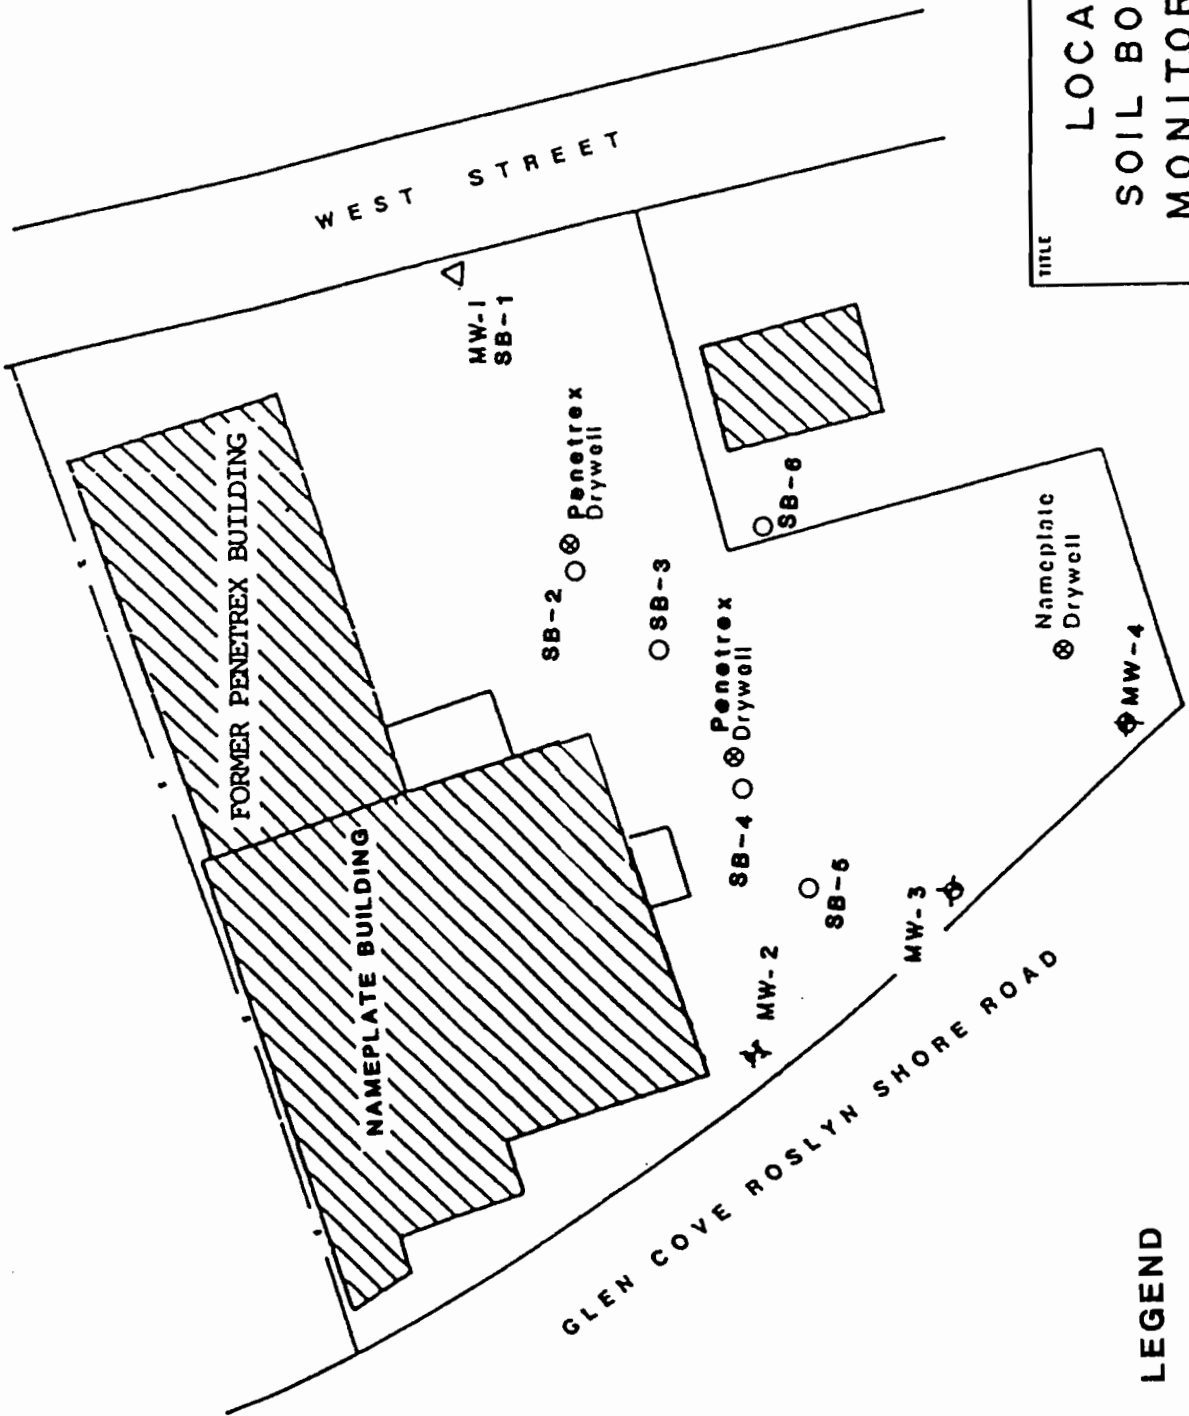 WEST STREET
MW-1
SB-1
FORMER PENETREX BUILDING
Penetrex
Drywell
SB-2
SB-3
SB-6
NAMEPLATE BUILDING
Penetrex
Drywell
SB-4
SB-5
Nameplate
Drywell
MW-4
MW-3
MW-2
GLEN COVE ROSLYN SHORE ROAD
LEGEND
TITLE
LOCA
SOIL BO
MONITOR